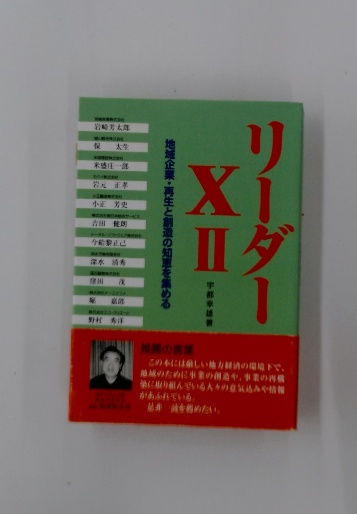 リーダー
XII
宇都幸雄著
地域企業・再生と創造の知恵を集める
岩崎芳太郎
保 太生
米盛庄一郎
岩元 正孝
小正 芳史
吉田 健朗
今給黎正己
深水 清秀
窪田 茂
堀 嘉郎
野村 秀洋
推薦の言葉
この本には厳しい地方経済の環境下で、
地域のために事業の創造や、事業の再構
築に取り組んでいる人々の意気込みや情報
があふれている。
是非一読を勧めたい。